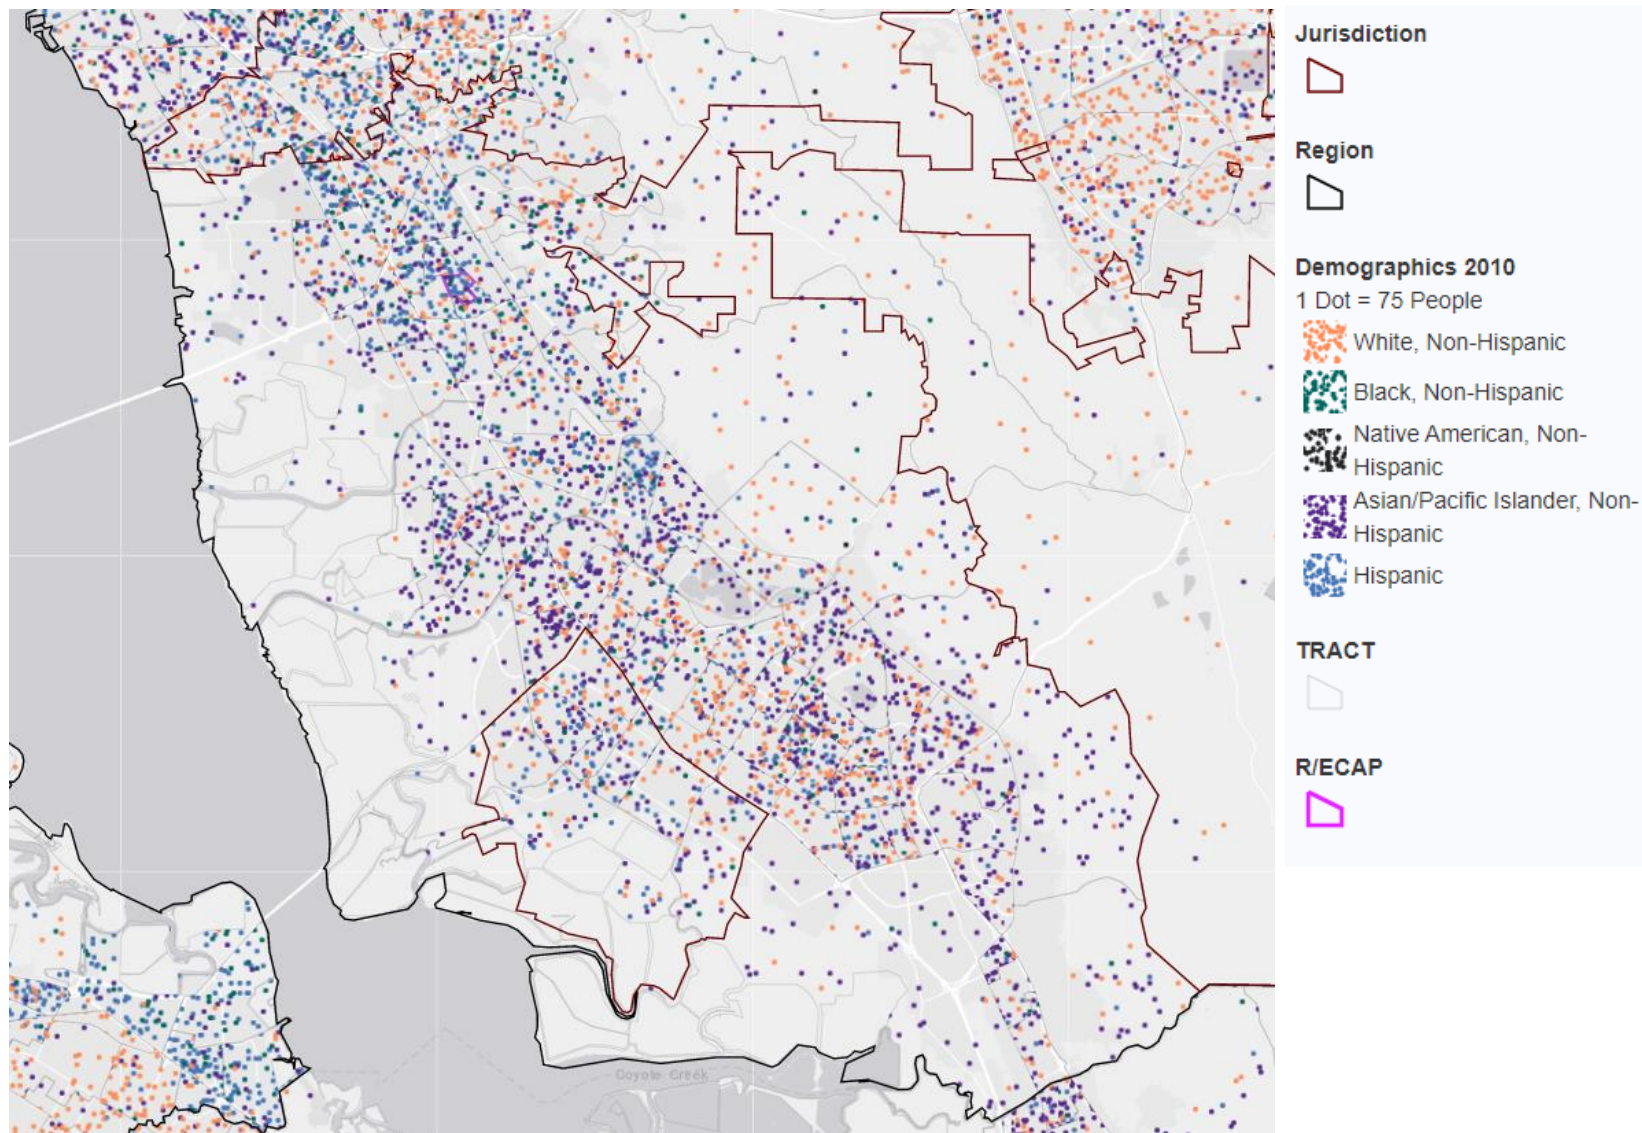 Jurisdiction
Region
Demographics 2010
1 Dot = 75 People
White, Non-Hispanic
Black, Non-Hispanic
Native American, Non-
Hispanic
Asian/Pacific Islander, Non-
Hispanic
Hispanic
TRACT
R/ECAP
Coyote Creek